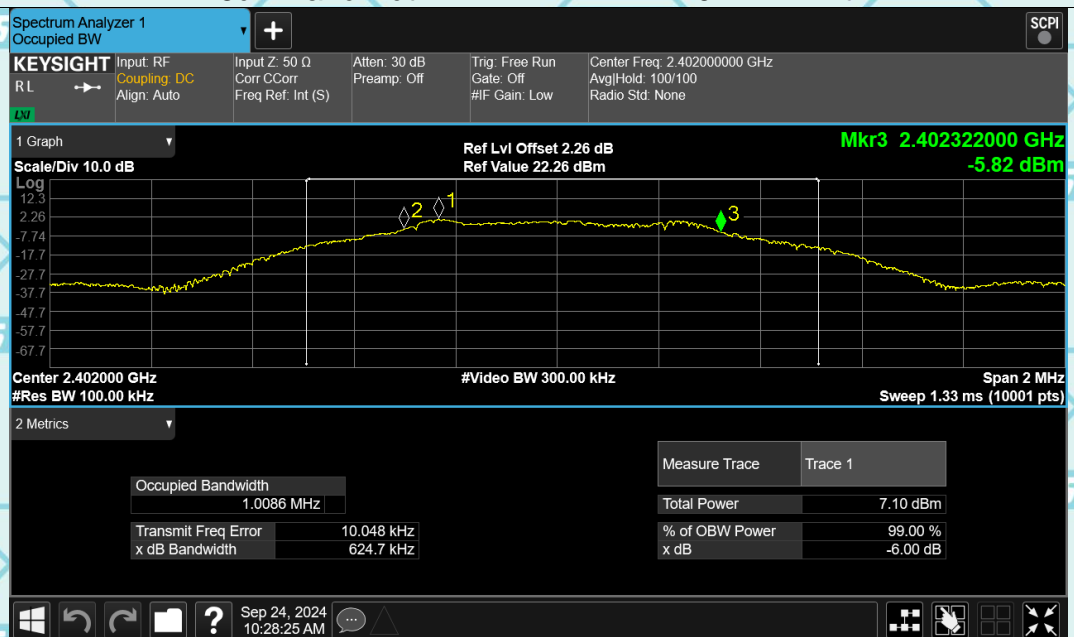 Spectrum Analyzer 1
Occupied BW
+
SCPI
KEYSIGHT
R L
LXI
Input: RF
Coupling: DC
Align: Auto
Input Z: 50 Ω
Corr CCorr
Freq Ref: Int (S)
Atten: 30 dB
Preamp: Off
Trig: Free Run
Gate: Off
#IF Gain: Low
Center Freq: 2.402000000 GHz
Avg|Hold: 100/100
Radio Std: None
1 Graph
Scale/Div 10.0 dB
Ref Lvl Offset 2.26 dB
Ref Value 22.26 dBm
Mkr3 2.402322000 GHz
-5.82 dBm
Log
12.3
2.26
-7.74
-17.7
-27.7
-37.7
-47.7
-57.7
-67.7
2
1
3
Center 2.402000 GHz
#Video BW 300.00 kHz
Span 2 MHz
#Res BW 100.00 kHz
Sweep 1.33 ms (10001 pts)
2 Metrics
Occupied Bandwidth
1.0086 MHz
Transmit Freq Error 10.048 kHz
x dB Bandwidth 624.7 kHz
Measure Trace Trace 1
Total Power 7.10 dBm
% of OBW Power 99.00 %
x dB -6.00 dB
?
Sep 24, 2024
10:28:25 AM